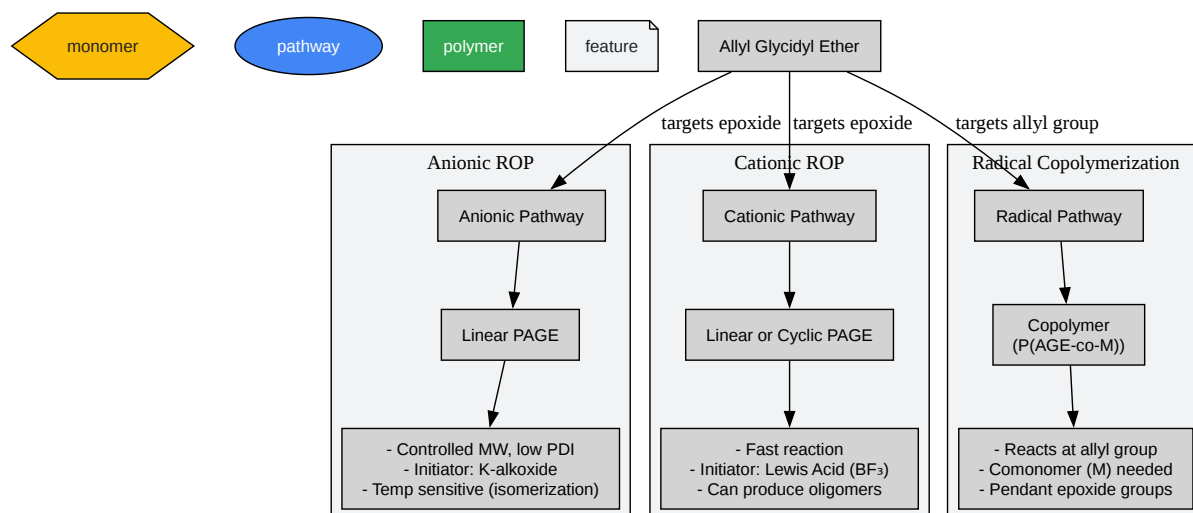 monomer
pathway
polymer
feature
Allyl Glycidyl Ether
targets epoxide
targets epoxide
targets allyl group
Anionic ROP
Cationic ROP
Radical Copolymerization
Anionic Pathway
Cationic Pathway
Radical Pathway
Linear PAGE
Linear or Cyclic PAGE
Copolymer
(P(AGE-co-M))
- Controlled MW, low PDI
- Initiator: K-alkoxide
- Temp sensitive (isomerization)
- Fast reaction
- Initiator: Lewis Acid (BF₃)
- Can produce oligomers
- Reacts at allyl group
- Comonomer (M) needed
- Pendant epoxide groups